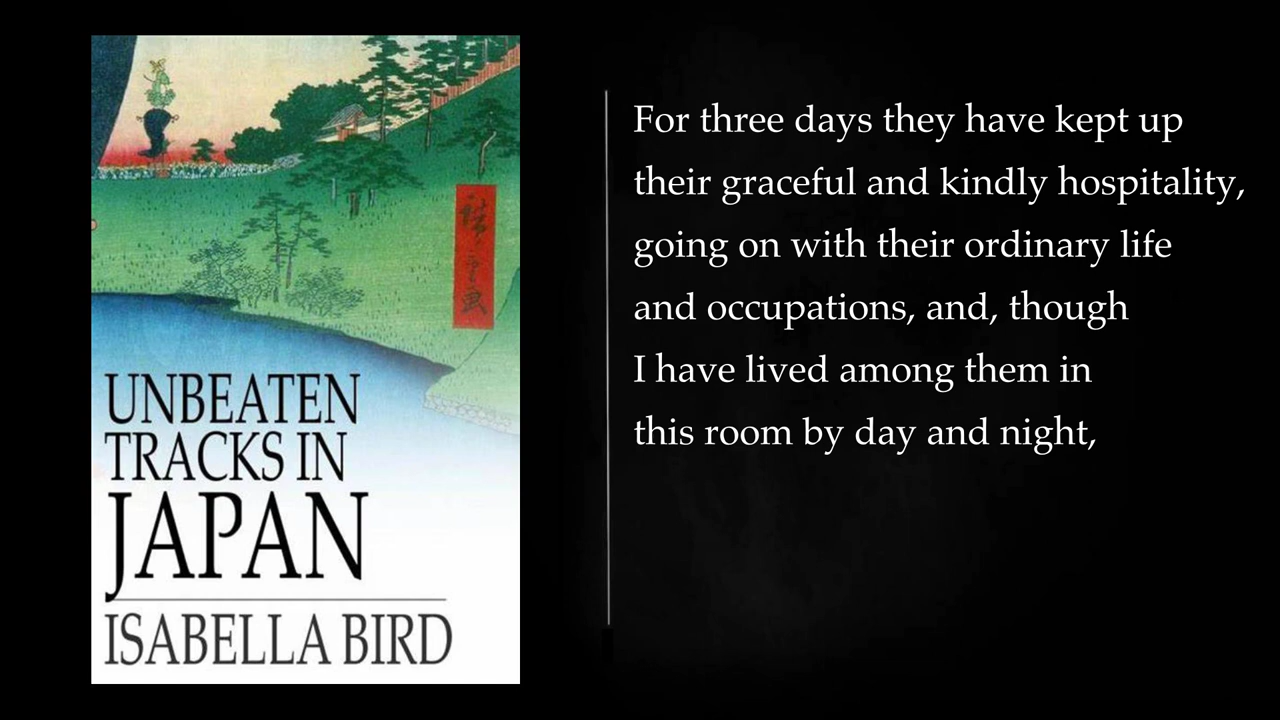 UNBEATEN
TRACKS IN
JAPAN
ISABELLA BIRD
For three days they have kept up
their graceful and kindly hospitality,
going on with their ordinary life
and occupations, and, though
I have lived among them in
this room by day and night,